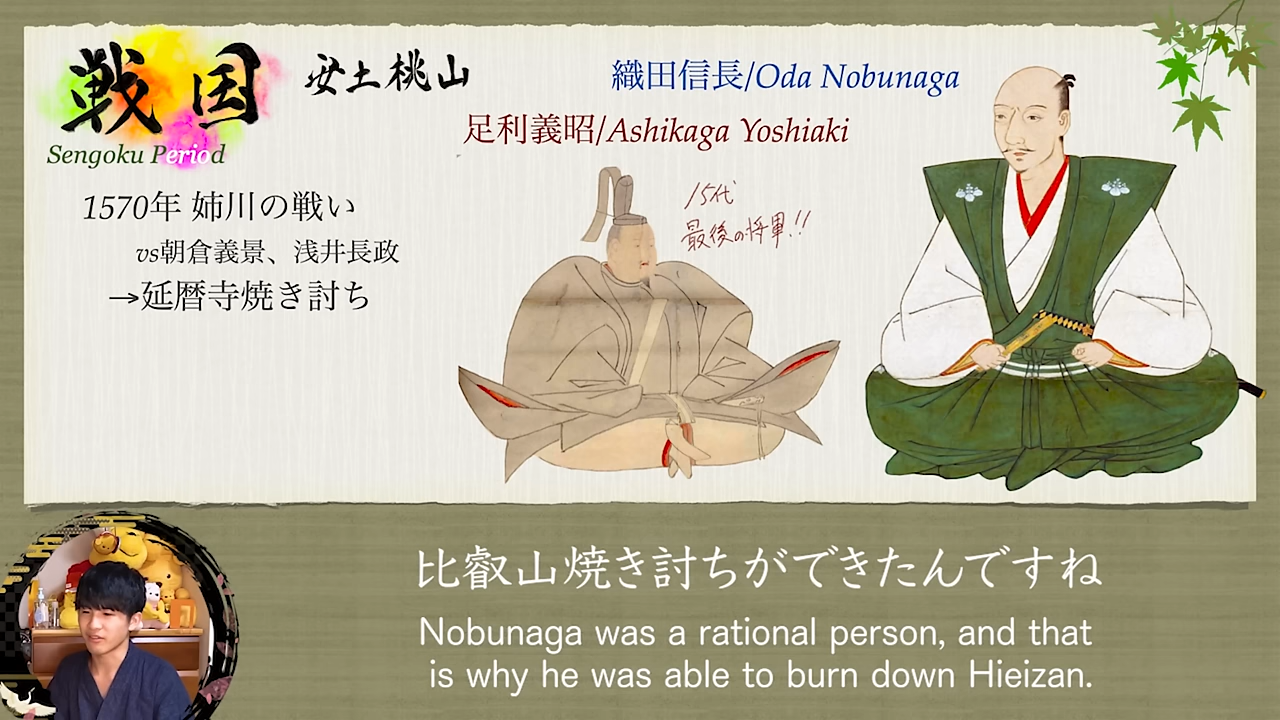 戦国
Sengoku Period
安土桃山
織田信長/Oda Nobunaga
足利義昭/Ashikaga Yoshiaki
1570年 姉川の戦い
vs朝倉義景、浅井長政
→延暦寺焼き討ち
15代
最後の将軍!!
比叡山焼き討ちができたんですね
Nobunaga was a rational person, and that
is why he was able to burn down Hieizan.